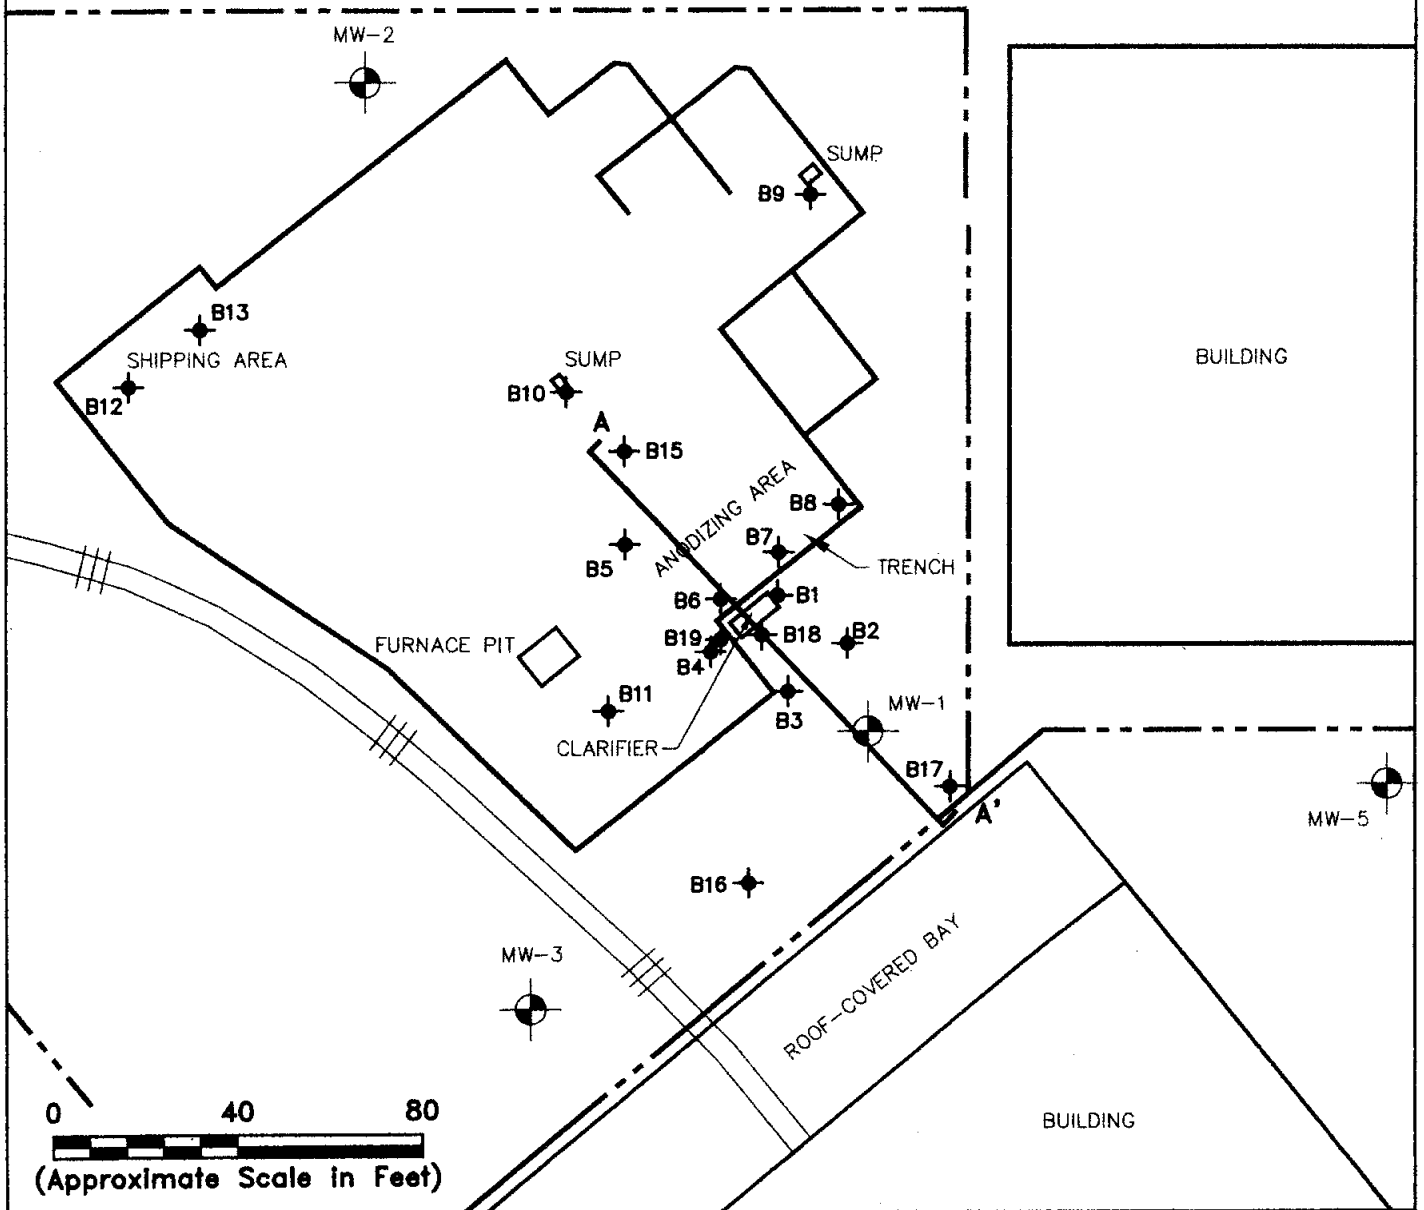 MW-2
SUMP
B9
B13
SHIPPING AREA
BUILDING
SUMP
B10
B12
A
B15
ANODIZING AREA
B8
B7
TRENCH
B5
B6
B1
B19
B18
B2
FURNACE PIT
B4
B11
B3
MW-1
CLARIFIER
B17
A'
MW-5
B16
MW-3
ROOF-COVERED BAY
BUILDING
0 40 80
(Approximate Scale in Feet)